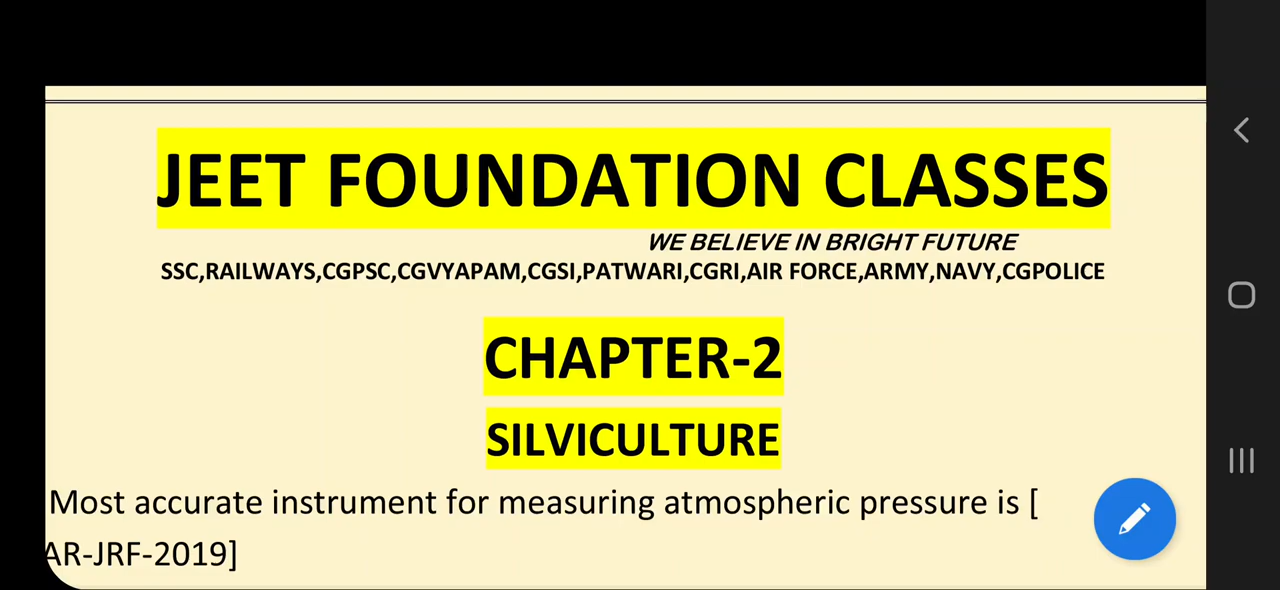 JEET FOUNDATION CLASSES
WE BELIEVE IN BRIGHT FUTURE
SSC,RAILWAYS,CGPSC,CGVYAPAM,CGSI,PATWARI,CGRI,AIR FORCE,ARMY,NAVY,CGPOLICE
CHAPTER-2
SILVICULTURE
Most accurate instrument for measuring atmospheric pressure is [
AR-JRF-2019]